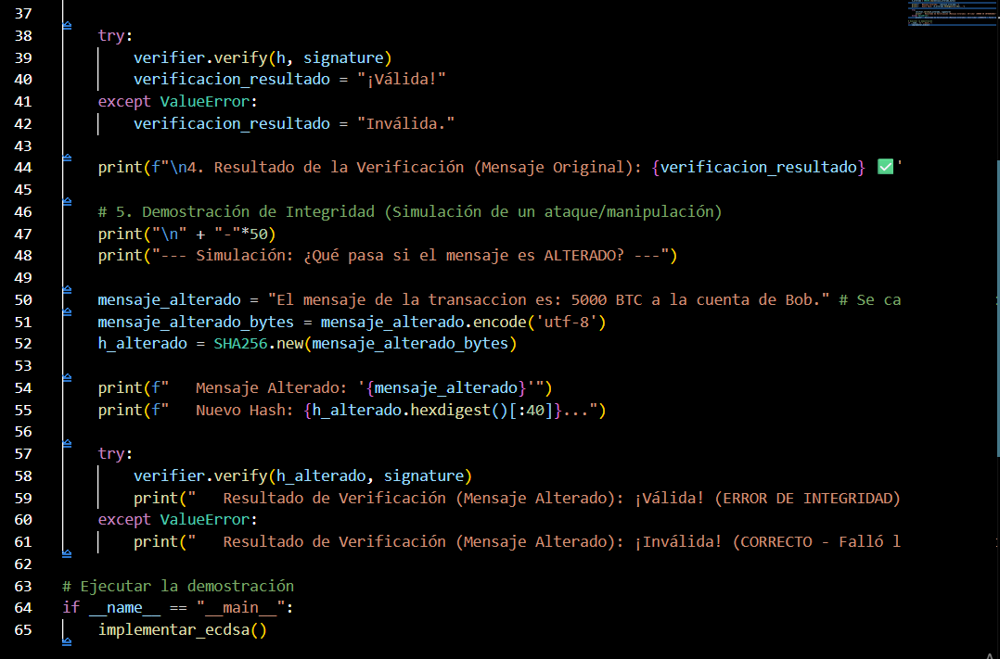 37
38 try:
39 verifier.verify(h, signature)
40 verificacion_resultado = "¡Válida!"
41 except ValueError:
42 verificacion_resultado = "Inválida."
43
44 print(f"\n4. Resultado de la Verificación (Mensaje Original): {verificacion_resultado} ✅"
45
46 # 5. Demostración de Integridad (Simulación de un ataque/manipulación)
47 print("\n" + "-"*50)
48 print("--- Simulación: ¿Qué pasa si el mensaje es ALTERADO? ---")
49
50 mensaje_alterado = "El mensaje de la transaccion es: 5000 BTC a la cuenta de Bob." # Se ca
51 mensaje_alterado_bytes = mensaje_alterado.encode('utf-8')
52 h_alterado = SHA256.new(mensaje_alterado_bytes)
53
54 print(f"   Mensaje Alterado: '{mensaje_alterado}'")
55 print(f"   Nuevo Hash: {h_alterado.hexdigest()[:40]}...")
56
57 try:
58 verifier.verify(h_alterado, signature)
59 print("   Resultado de Verificación (Mensaje Alterado): ¡Válida! (ERROR DE INTEGRIDAD)
60 except ValueError:
61 print("   Resultado de Verificación (Mensaje Alterado): ¡Inválida! (CORRECTO - Falló l
62
63 # Ejecutar la demostración
64 if __name__ == "__main__":
65 implementar_ecdsa()